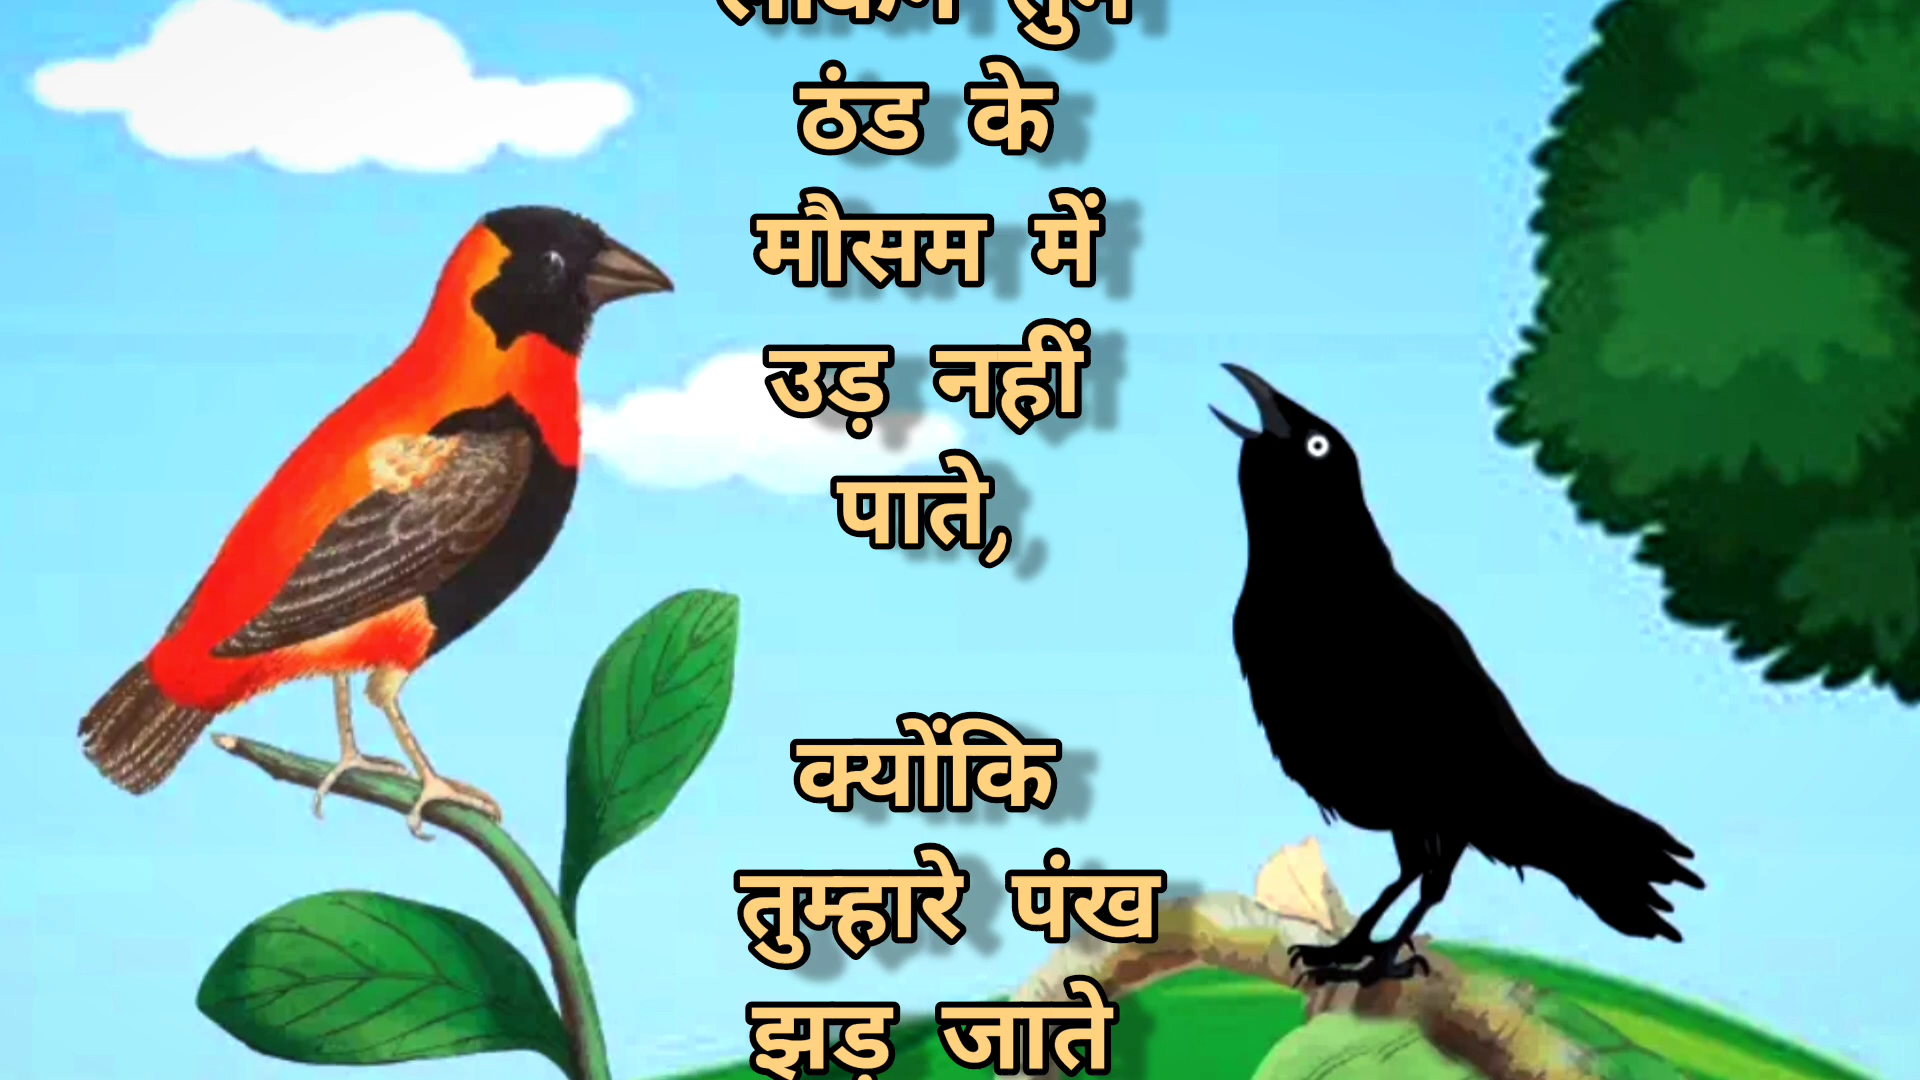 लेकिन तुम
ठंड के
मौसम में
उड़ नहीं
पाते,
क्योंकि
तुम्हारे पंख
झड़ जाते